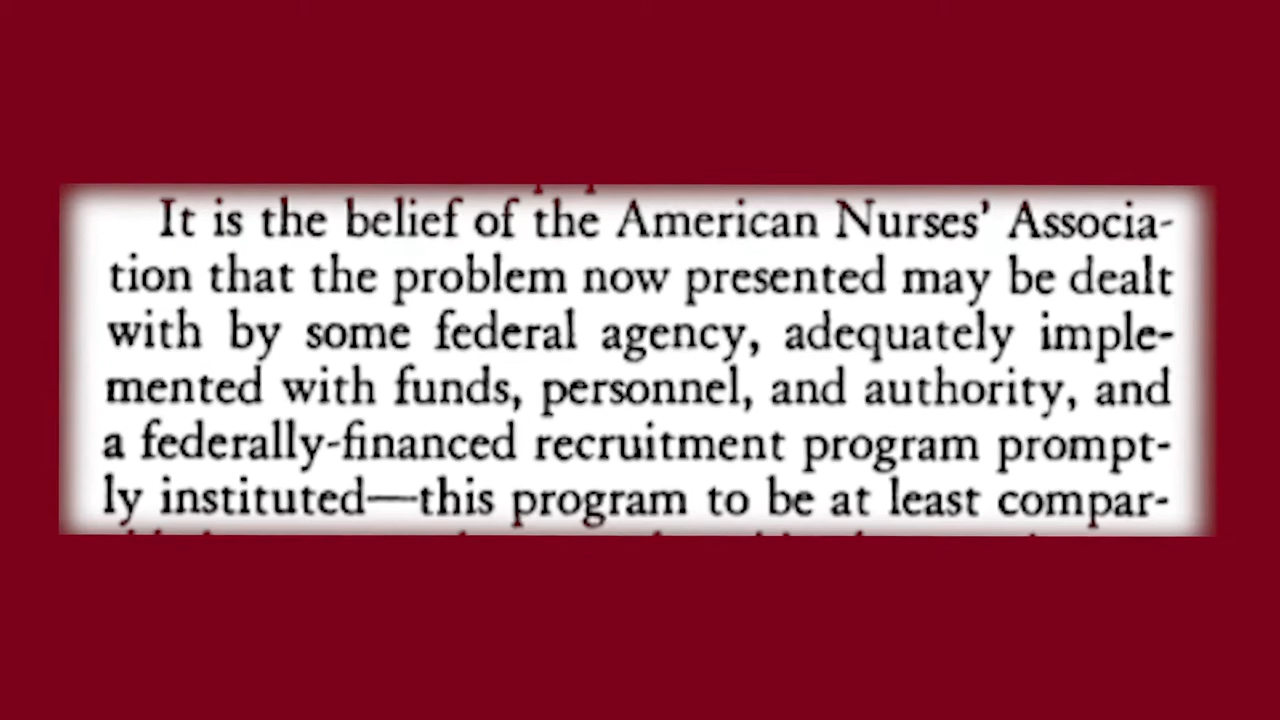 It is the belief of the American Nurses’ Associa-
tion that the problem now presented may be dealt
with by some federal agency, adequately imple-
mented with funds, personnel, and authority, and
a federally-financed recruitment program prompt-
ly instituted—this program to be at least compar-